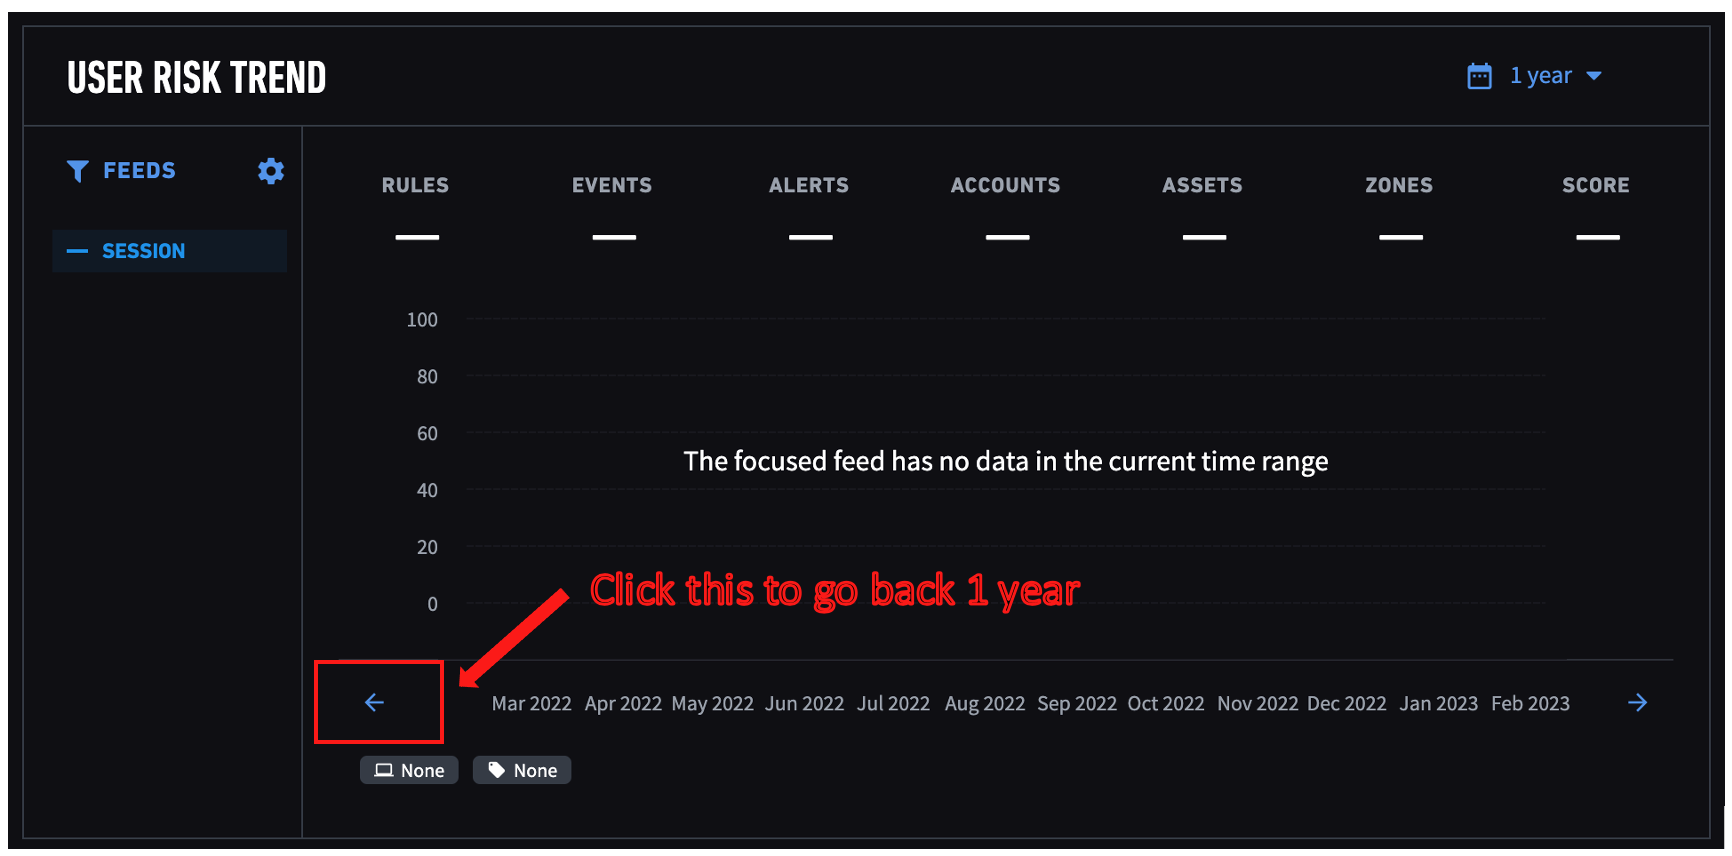 USER RISK TREND
1 year
FEEDS
SESSION
RULES EVENTS ALERTS ACCOUNTS ASSETS ZONES SCORE
100
80
60
The focused feed has no data in the current time range
40
20
Click this to go back 1 year
0
Mar 2022 Apr 2022 May 2022 Jun 2022 Jul 2022 Aug 2022 Sep 2022 Oct 2022 Nov 2022 Dec 2022 Jan 2023 Feb 2023
None None